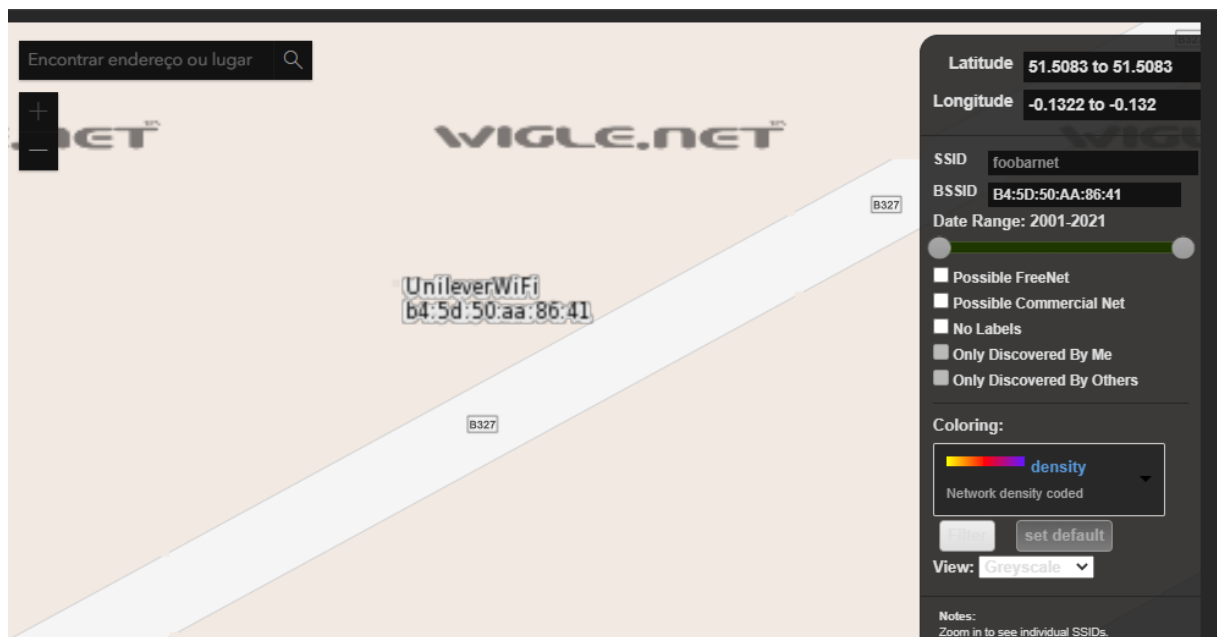 Encontrar endereço ou lugar
+
−
.NET™
WIGLE.NET™
B327
UnileverWiFi
b4:5d:50:aa:86:41
B327
Latitude 51.5083 to 51.5083
Longitude -0.1322 to -0.132
SSID foobarnet
BSSID B4:5D:50:AA:86:41
Date Range: 2001-2021
Possible FreeNet
Possible Commercial Net
No Labels
Only Discovered By Me
Only Discovered By Others
Coloring:
density
Network density coded
Filter set default
View: Greyscale
Notes:
Zoom in to see individual SSIDs.